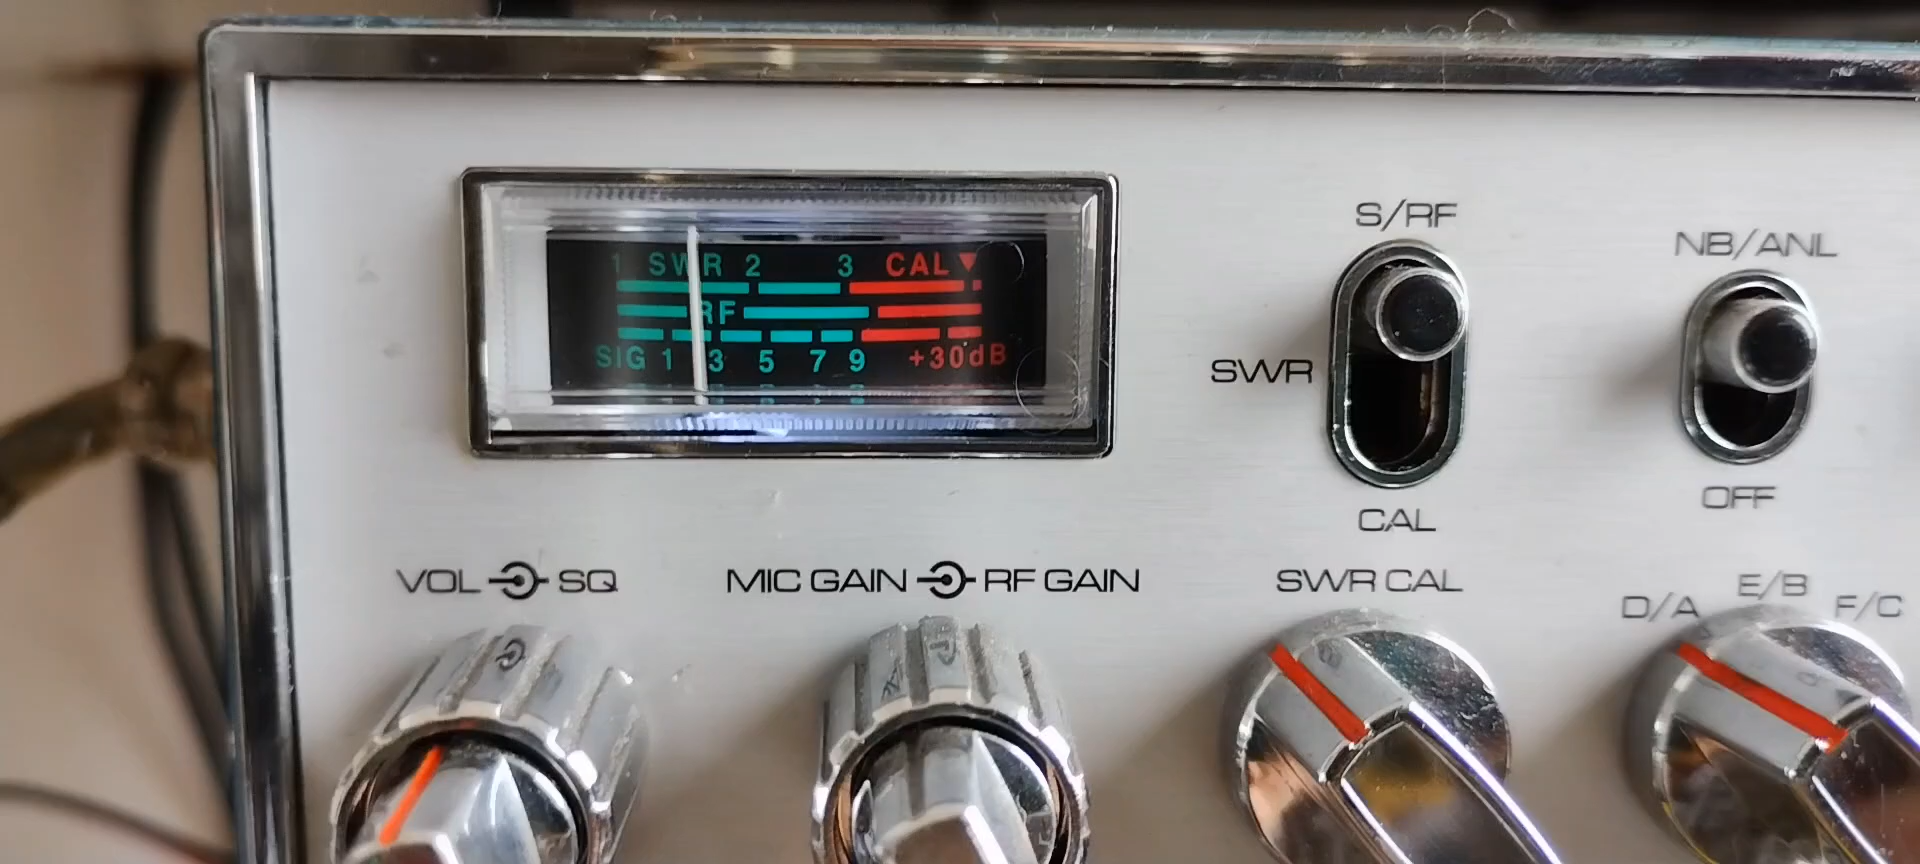 1 SWR 2 3 CAL▼
RF
SIG 1 3 5 7 9 +30dB
S/RF
SWR
CAL
NB/ANL
OFF
VOL SQ
MIC GAIN RF GAIN
SWR CAL
D/A E/B F/C